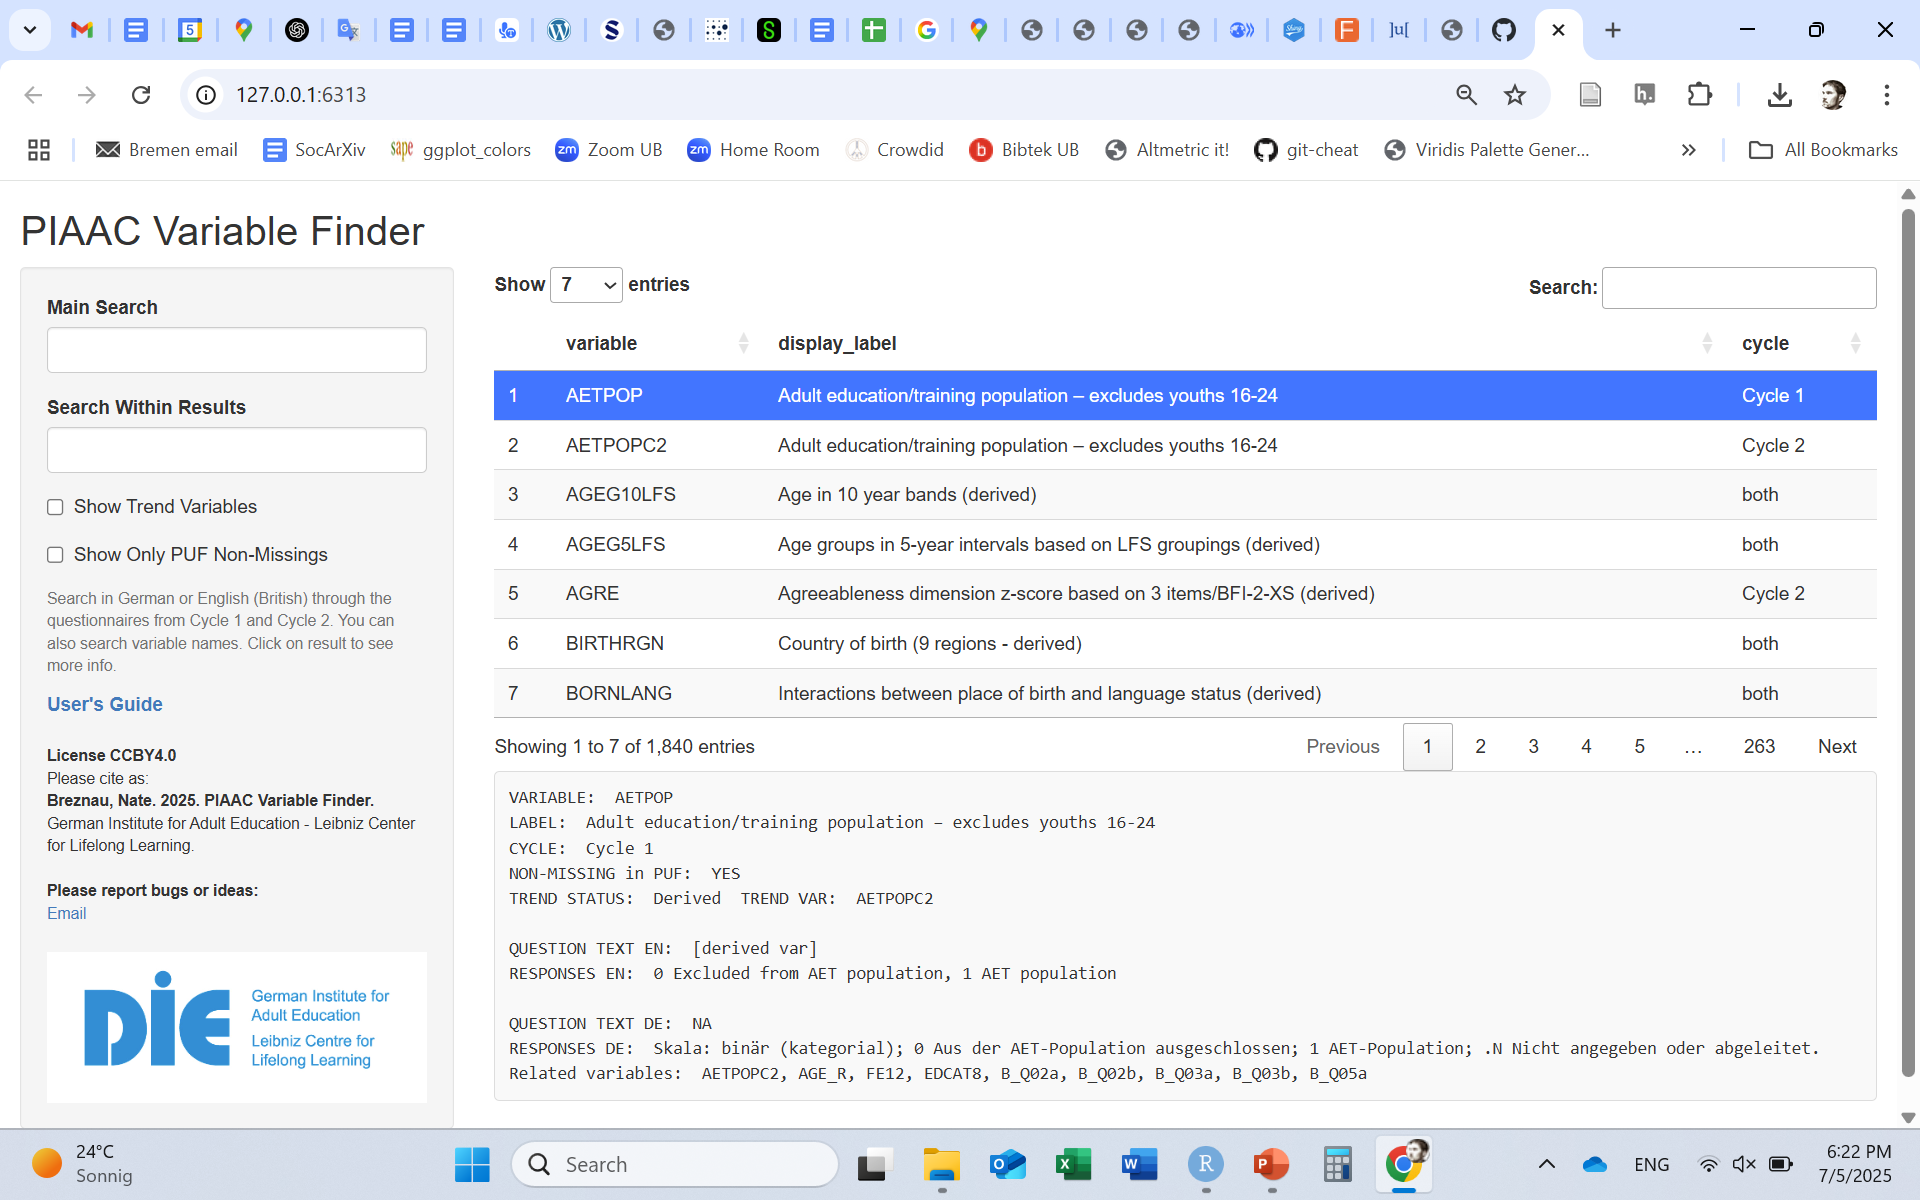 127.0.0.1:6313
Bremen email
SocArXiv
sape ggplot_colors
zm Zoom UB
zm Home Room
Crowdid
b Bibtek UB
Altmetric it!
git-cheat
Viridis Palette Gener...
All Bookmarks
PIAAC Variable Finder
Main Search
Search Within Results
Show Trend Variables
Show Only PUF Non-Missings
Search in German or English (British) through the
questionnaires from Cycle 1 and Cycle 2. You can
also search variable names. Click on result to see
more info.
User's Guide
License CCBY4.0
Please cite as:
Breznau, Nate. 2025. PIAAC Variable Finder.
German Institute for Adult Education - Leibniz Center
for Lifelong Learning.
Please report bugs or ideas:
Email
DIE
German Institute for
Adult Education
Leibniz Centre for
Lifelong Learning
Show 7 entries
Search:
variable display_label cycle
1 AETPOP Adult education/training population – excludes youths 16-24 Cycle 1
2 AETPOPC2 Adult education/training population – excludes youths 16-24 Cycle 2
3 AGEG10LFS Age in 10 year bands (derived) both
4 AGEG5LFS Age groups in 5-year intervals based on LFS groupings (derived) both
5 AGRE Agreeableness dimension z-score based on 3 items/BFI-2-XS (derived) Cycle 2
6 BIRTHRGN Country of birth (9 regions - derived) both
7 BORNLANG Interactions between place of birth and language status (derived) both
Showing 1 to 7 of 1,840 entries
Previous 1 2 3 4 5 … 263 Next
VARIABLE: AETPOP
LABEL: Adult education/training population – excludes youths 16-24
CYCLE: Cycle 1
NON-MISSING in PUF: YES
TREND STATUS: Derived TREND VAR: AETPOPC2
QUESTION TEXT EN: [derived var]
RESPONSES EN: 0 Excluded from AET population, 1 AET population
QUESTION TEXT DE: NA
RESPONSES DE: Skala: binär (kategorial); 0 Aus der AET-Population ausgeschlossen; 1 AET-Population; .N Nicht angegeben oder abgeleitet.
Related variables: AETPOPC2, AGE_R, FE12, EDCAT8, B_Q02a, B_Q02b, B_Q03a, B_Q03b, B_Q05a
24°C
Sonnig
Search
ENG
6:22 PM
7/5/2025